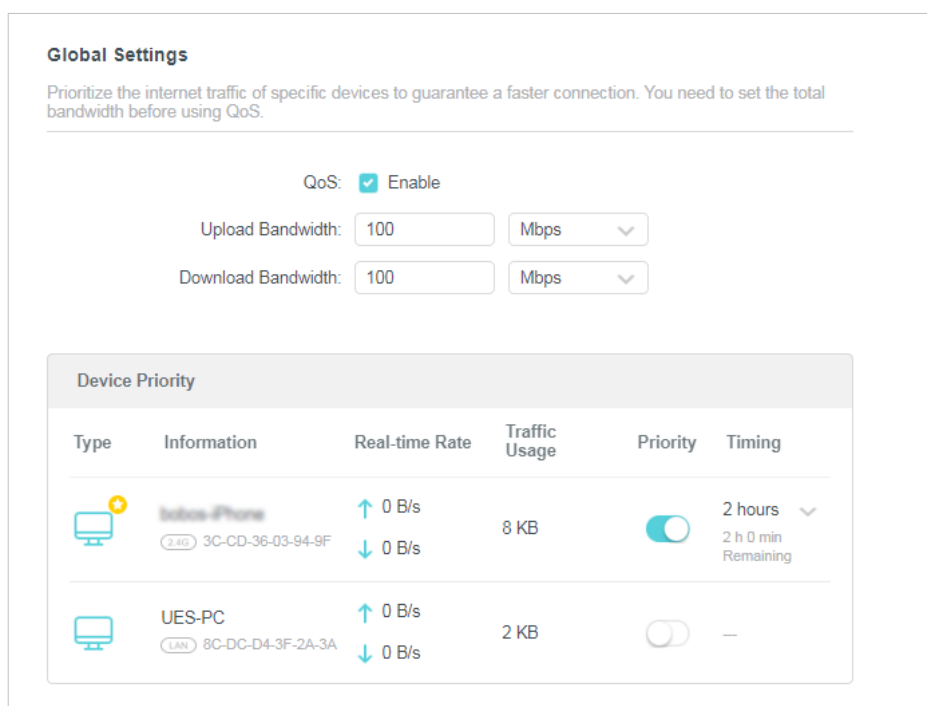 Global Settings
Prioritize the internet traffic of specific devices to guarantee a faster connection. You need to set the total
bandwidth before using QoS.
QoS: Enable
Upload Bandwidth: 100 Mbps
Download Bandwidth: 100 Mbps
Device Priority
Type Information Real-time Rate Traffic Usage Priority Timing
0 B/s
2 hours
2.4G 3C-CD-36-03-94-9F 0 B/s 8 KB 2 h 0 min
Remaining
UES-PC 0 B/s
LAN 8C-DC-D4-3F-2A-3A 0 B/s 2 KB —